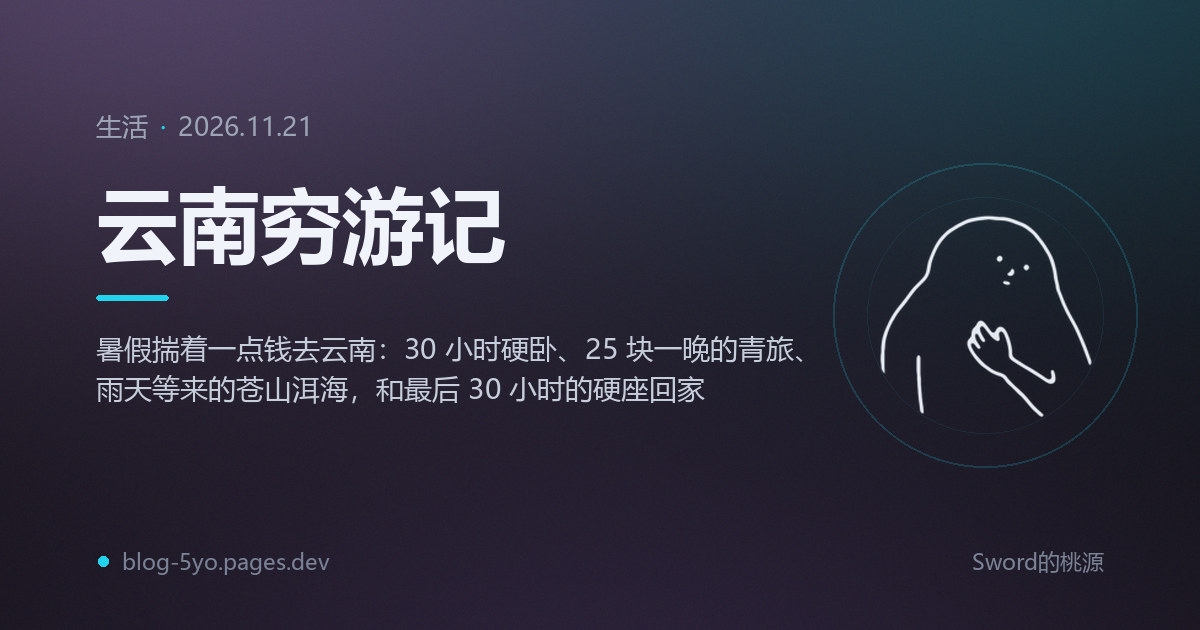 生活 · 2026.11.21
云南穷游记
暑假揣着一点钱去云南：30 小时硬卧、25 块一晚的青旅、
雨天等来的苍山洱海，和最后 30 小时的硬座回家
blog-5yo.pages.dev
Sword的桃源